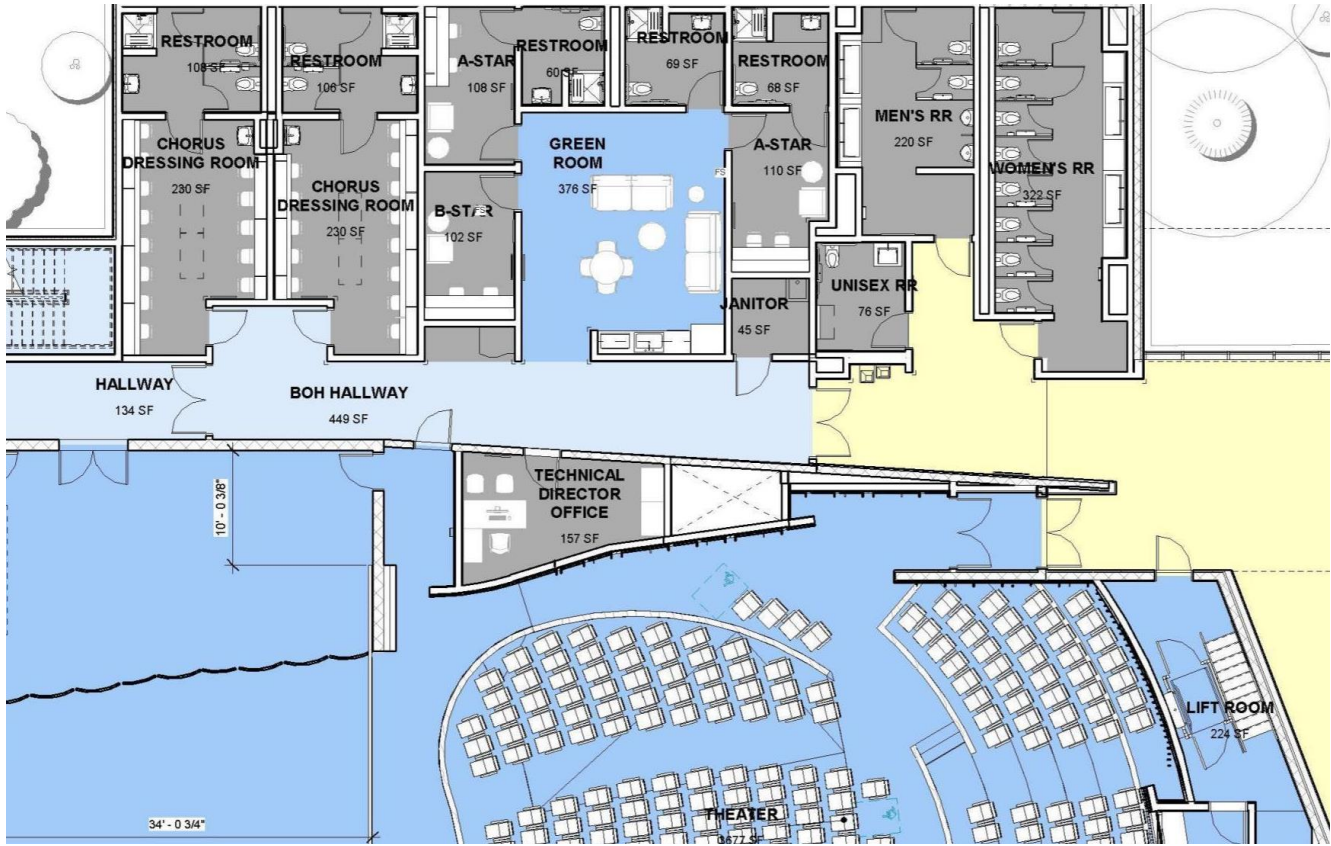 RESTROOM
108 SF
RESTROOM
106 SF
A-STAR
108 SF
RESTROOM
60 SF
RESTROOM
69 SF
RESTROOM
68 SF
MEN'S RR
220 SF
WOMEN'S RR
322 SF
CHORUS
DRESSING ROOM
230 SF
CHORUS
DRESSING ROOM
230 SF
B-STAR
102 SF
FS
GREEN
ROOM
376 SF
FS
A-STAR
110 SF
JANITOR
45 SF
UNISEX RR
76 SF
HALLWAY
134 SF
BOH HALLWAY
449 SF
10' - 0 3/8"
TECHNICAL
DIRECTOR
OFFICE
157 SF
LIFT ROOM
224 SF
34' - 0 3/4"
THEATER
3677 SF